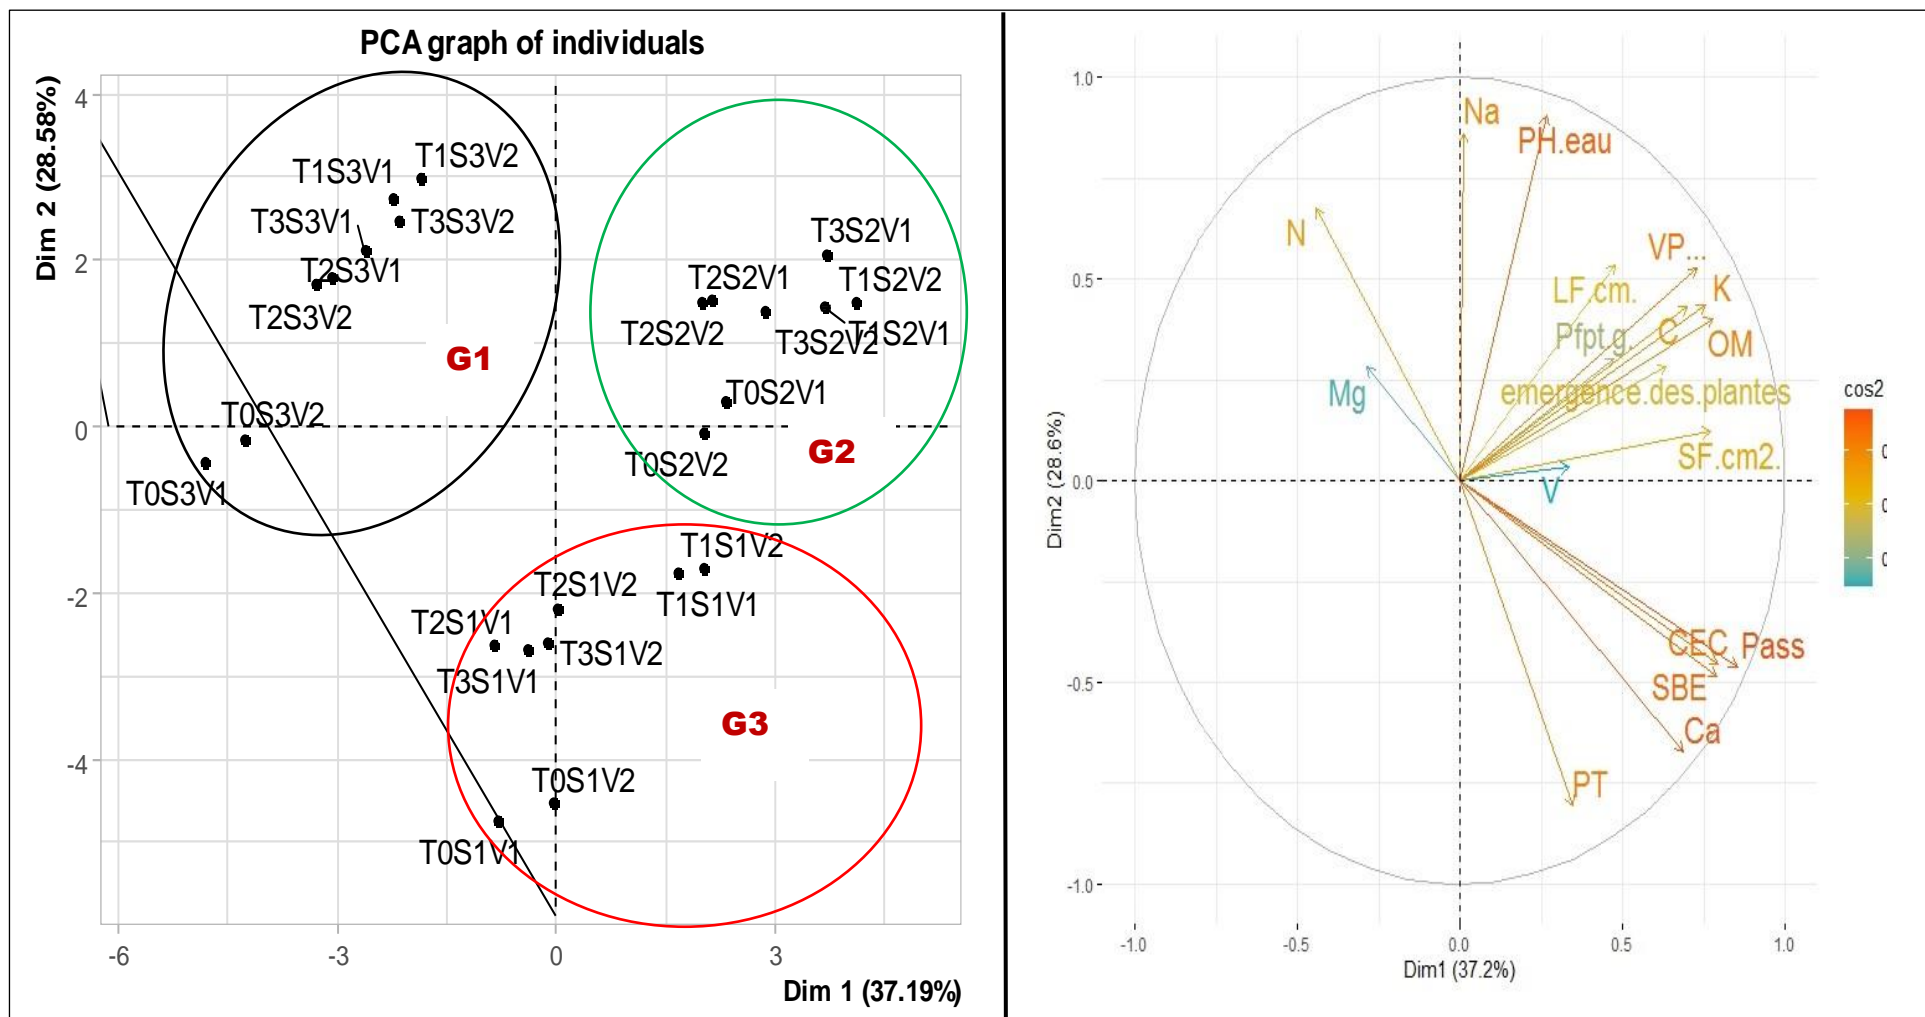 PCA graph of individuals
Dim 2 (28.58%)
4
2
0
-2
-4
T1S3V2
T1S3V1
T3S3V1
T3S3V2
T2S3V1
T2S3V2
G1
T0S3V2
T0S3V1
T3S2V1
T2S2V1
T1S2V2
T2S2V2
T3S2V2
T1S2V1
T0S2V1
G2
T0S2V2
T1S1V2
T2S1V2
T1S1V1
T2S1V1
T3S1V2
T3S1V1
G3
T0S1V2
T0S1V1
-6
-3
0
3
Dim 1 (37.19%)
Dim2 (28.6%)
1.0
0.5
0.0
-0.5
-1.0
Na
PH.eau
N
VP...
LF.cm.
K
Pfpt.g.
C
OM
Mg
emergence.des.plantes
SF.cm2.
V
CEC
Pass
SBE
Ca
PT
-1.0
-0.5
0.0
0.5
1.0
Dim1 (37.2%)
cos2